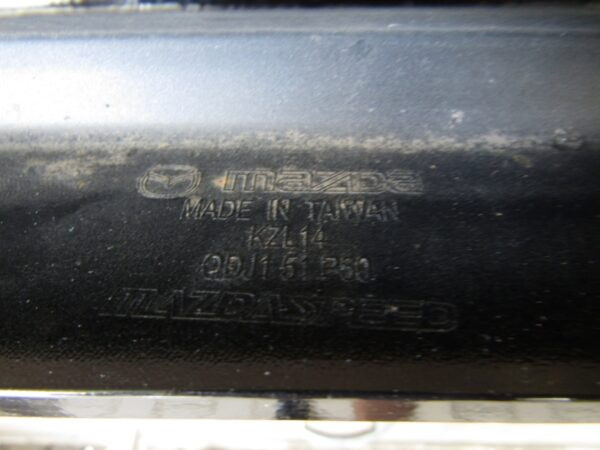 mazda
MADE IN TAIWAN
KZL14
QDJ1 51 P50
MAZDASPEED